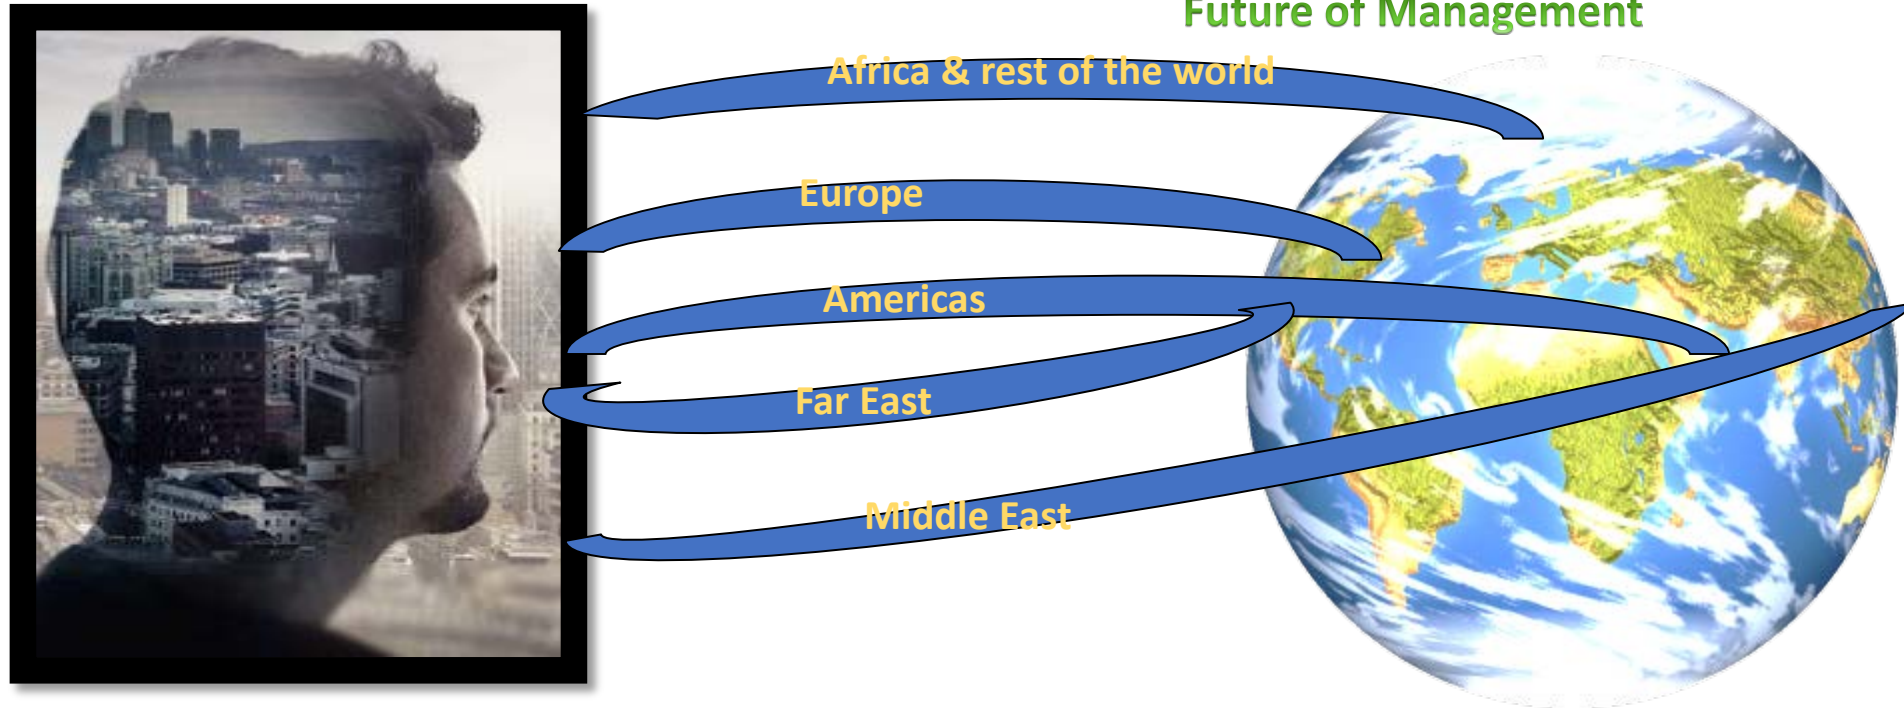 Future of Management
Africa & rest of the world
Europe
Americas
Far East
Middle East